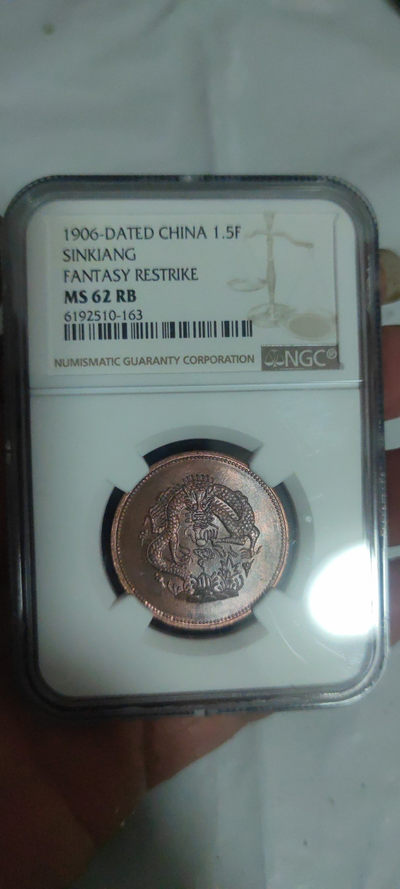 1906-DATED CHINA 1.5F
SINKIANG
FANTASY RESTRIKE
MS 62 RB
6192510-163
NUMISMATIC GUARANTY CORPORATION NGC®